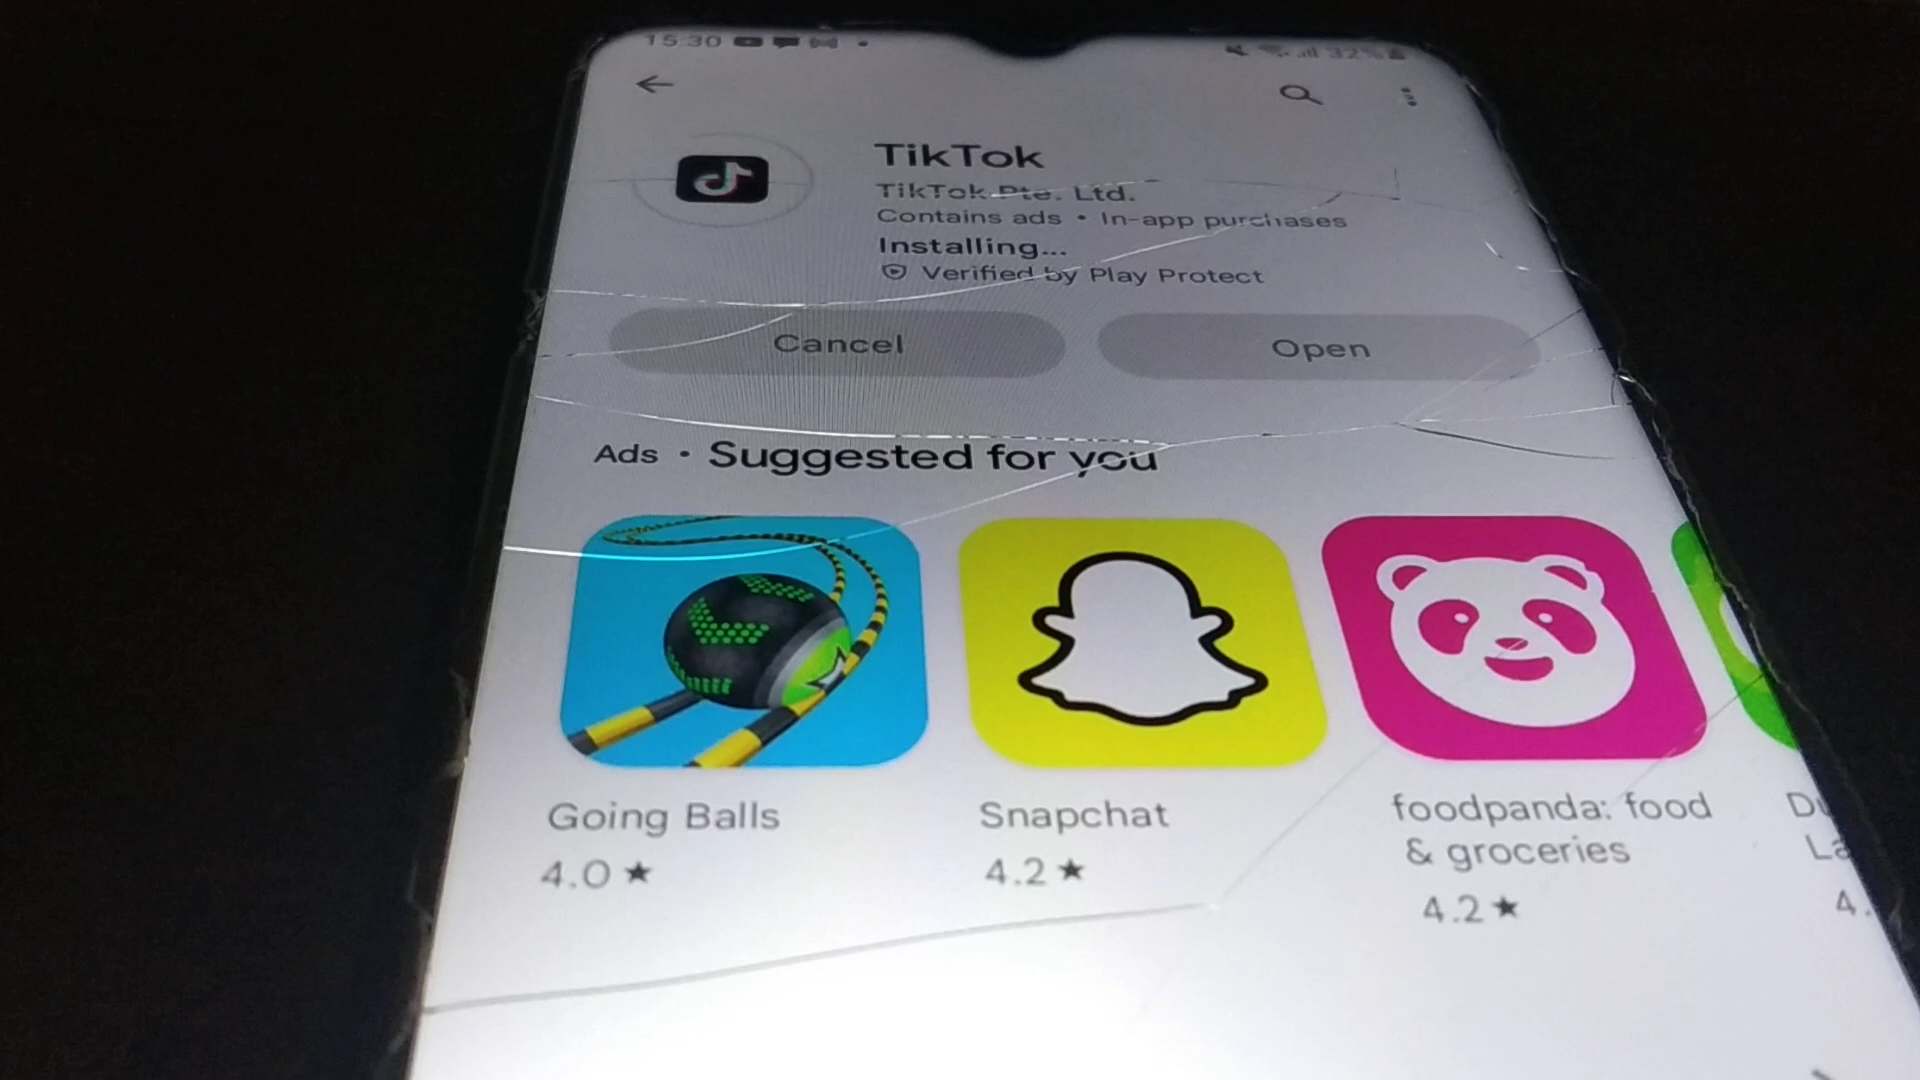 15:30
32%
TikTok
TikTok Pte. Ltd.
Contains ads • In-app purchases
Installing...
Verified by Play Protect
Cancel
Open
Ads • Suggested for you
Going Balls
4.0 ★
Snapchat
4.2 ★
foodpanda: food
& groceries
4.2 ★